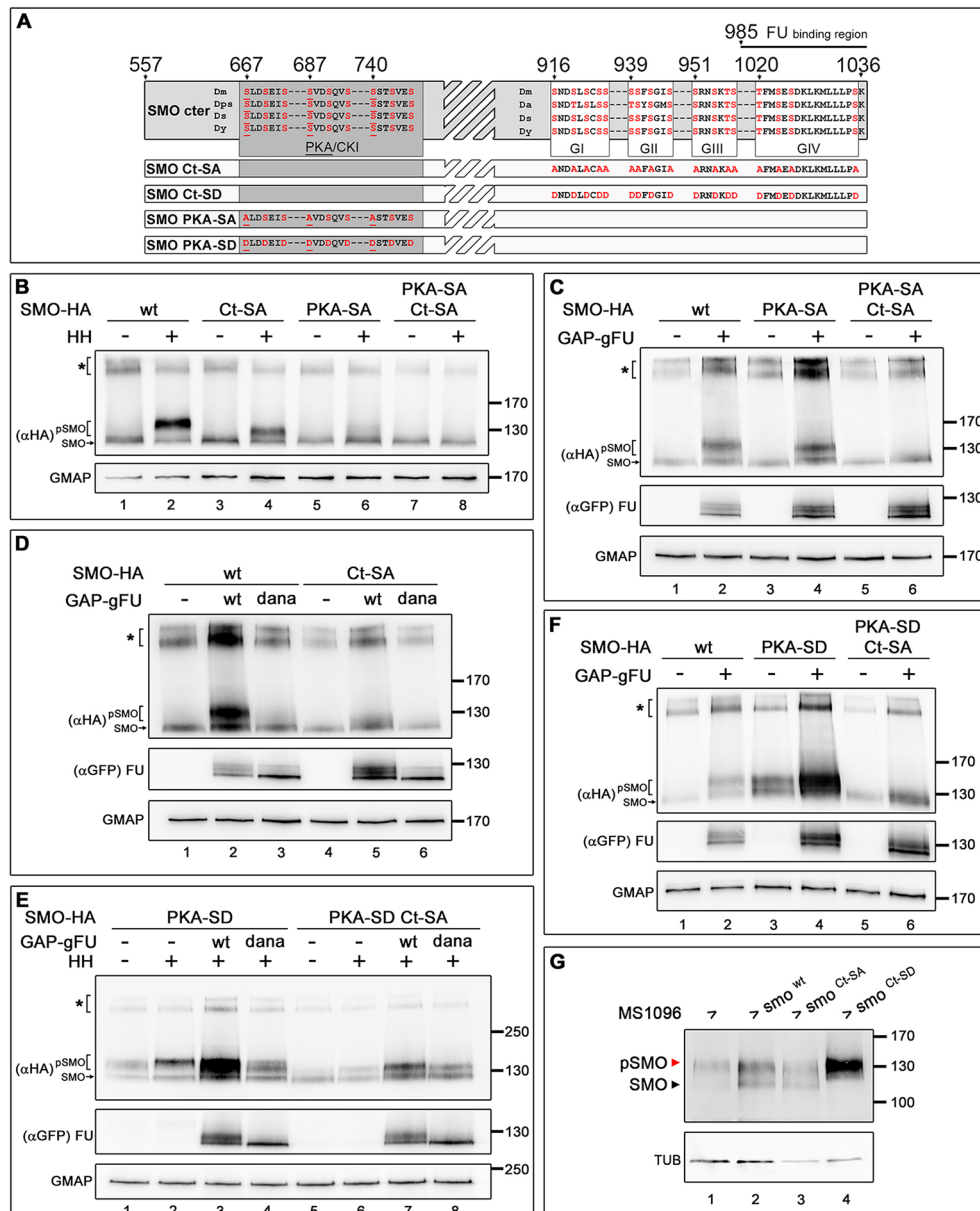 A
985 FU binding region
557 667 687 740 916 939 951 1020 1036
SMO cter
Dm SLDSEIS---SVDSQVS---SSTSVES Dm SNDSLSCSS---SSFSGIS---SRNSKTS---TFMSESDKLKMLLLPSK
Dps SLDSEIS---SVDSQVS---SSTSVES Da SNDTLSCSS---TSYSGMS---SRNSKTS---TFMSESDKLKMLLLPSK
Ds SLDSEIS---SVDSQVS---SSTSVES Ds SNDSLSCSS---SSFSGIS---SRNSKTS---TFMSESDKLKMLLLPSK
Dy SLDSEIS---SVDSQVS---SSTSVES Dy SNDSLSCSS---SSFSGIS---SRNSKTS---TFMSESDKLKMLLLPSK
PKA/CKI GI GII GIII GIV
SMO Ct-SA ANDALACAA AAFAGIA ARNAKAA AFMAEADKLKMLLLPA
SMO Ct-SD DNDDLDCDD DDFDGID DRNDKDD DFMDEDDKLKMLLLPD
SMO PKA-SA ALDSEIS---AVDSQVS---ASTSVES
SMO PKA-SD DLDDEID---DVDDQVD---DSTDVED
B
SMO-HA wt Ct-SA PKA-SA PKA-SA Ct-SA
HH - + - + - + - +
*
170
(αHA) pSMO 130
SMO
GMAP 170
1 2 3 4 5 6 7 8
C
SMO-HA wt PKA-SA PKA-SA Ct-SA
GAP-gFU - + - + - +
*
170
(αHA) pSMO 130
SMO
(αGFP) FU 130
GMAP 170
1 2 3 4 5 6
D
SMO-HA wt Ct-SA
GAP-gFU - wt dana - wt dana
*
170
(αHA) pSMO 130
SMO
(αGFP) FU 130
GMAP 170
1 2 3 4 5 6
F
SMO-HA wt PKA-SD PKA-SD Ct-SA
GAP-gFU - + - + - +
*
170
(αHA) pSMO 130
SMO
(αGFP) FU 130
GMAP 170
1 2 3 4 5 6
E
SMO-HA PKA-SD PKA-SD Ct-SA
GAP-gFU - - wt dana - - wt dana
HH - + + + - + + +
*
250
(αHA) pSMO 130
SMO
(αGFP) FU 130
GMAP 250
1 2 3 4 5 6 7 8
G
MS1096 > > smo wt > smo Ct-SA > smo Ct-SD
170
pSMO 130
SMO 100
TUB
1 2 3 4